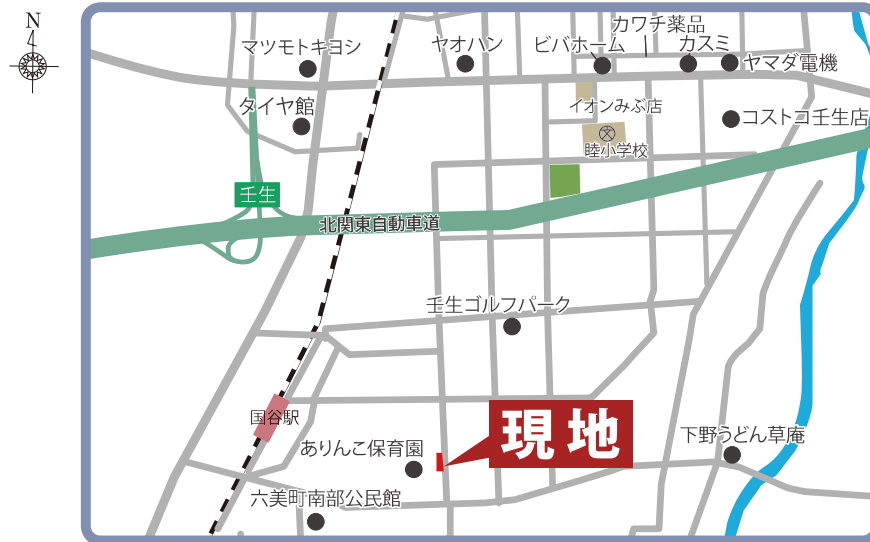 N
カワチ薬品
マツモトキヨシ
ヤオハン
ビバホーム
カスミ
ヤマダ電機
タイヤ館
イオンみぶ店
コストコ壬生店
文
睦小学校
壬生
北関東自動車道
壬生ゴルフパーク
国谷駅
現地
ありんこ保育園
下野うどん草庵
六美町南部公民館